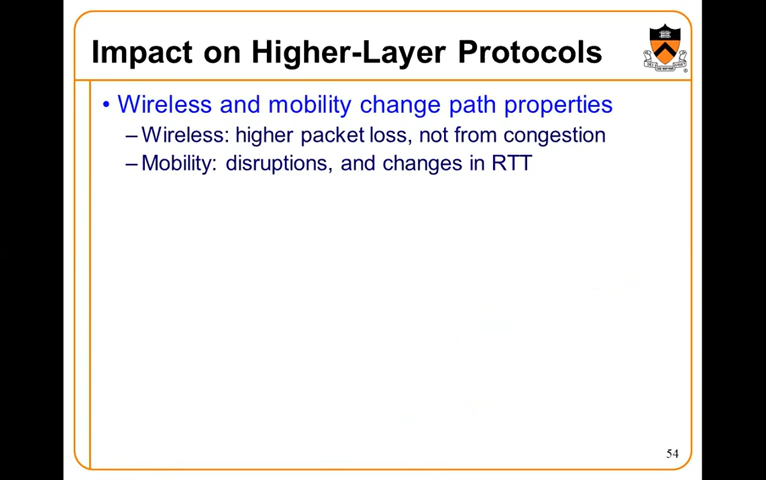 Impact on Higher-Layer Protocols
• Wireless and mobility change path properties
– Wireless: higher packet loss, not from congestion
– Mobility: disruptions, and changes in RTT
54